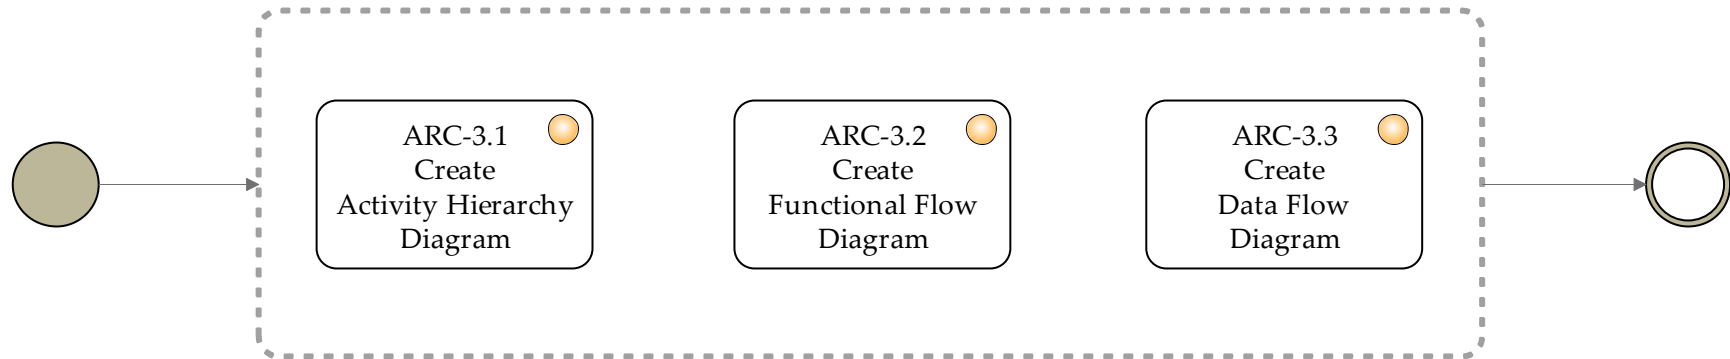 ARC-3.1
Create
Activity Hierarchy
Diagram
ARC-3.2
Create
Functional Flow
Diagram
ARC-3.3
Create
Data Flow
Diagram